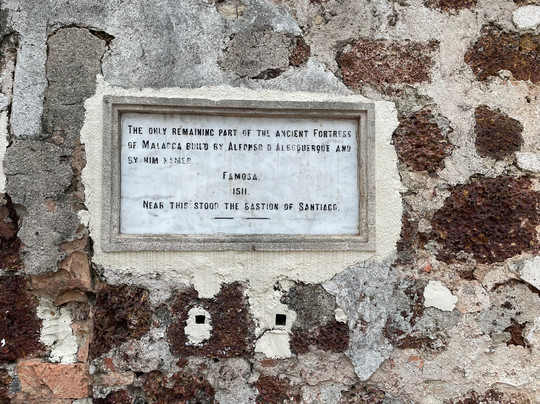 THE ONLY REMAINING PART OF THE ANCIENT FORTRESS
OF MALACCA BUILD BY ALFONSO D ALBOQUERQUE AND
BY HIM NAMED
FAMOSA.
1511.
NEAR THIS STOOD THE BASTION OF SANTIAGO.